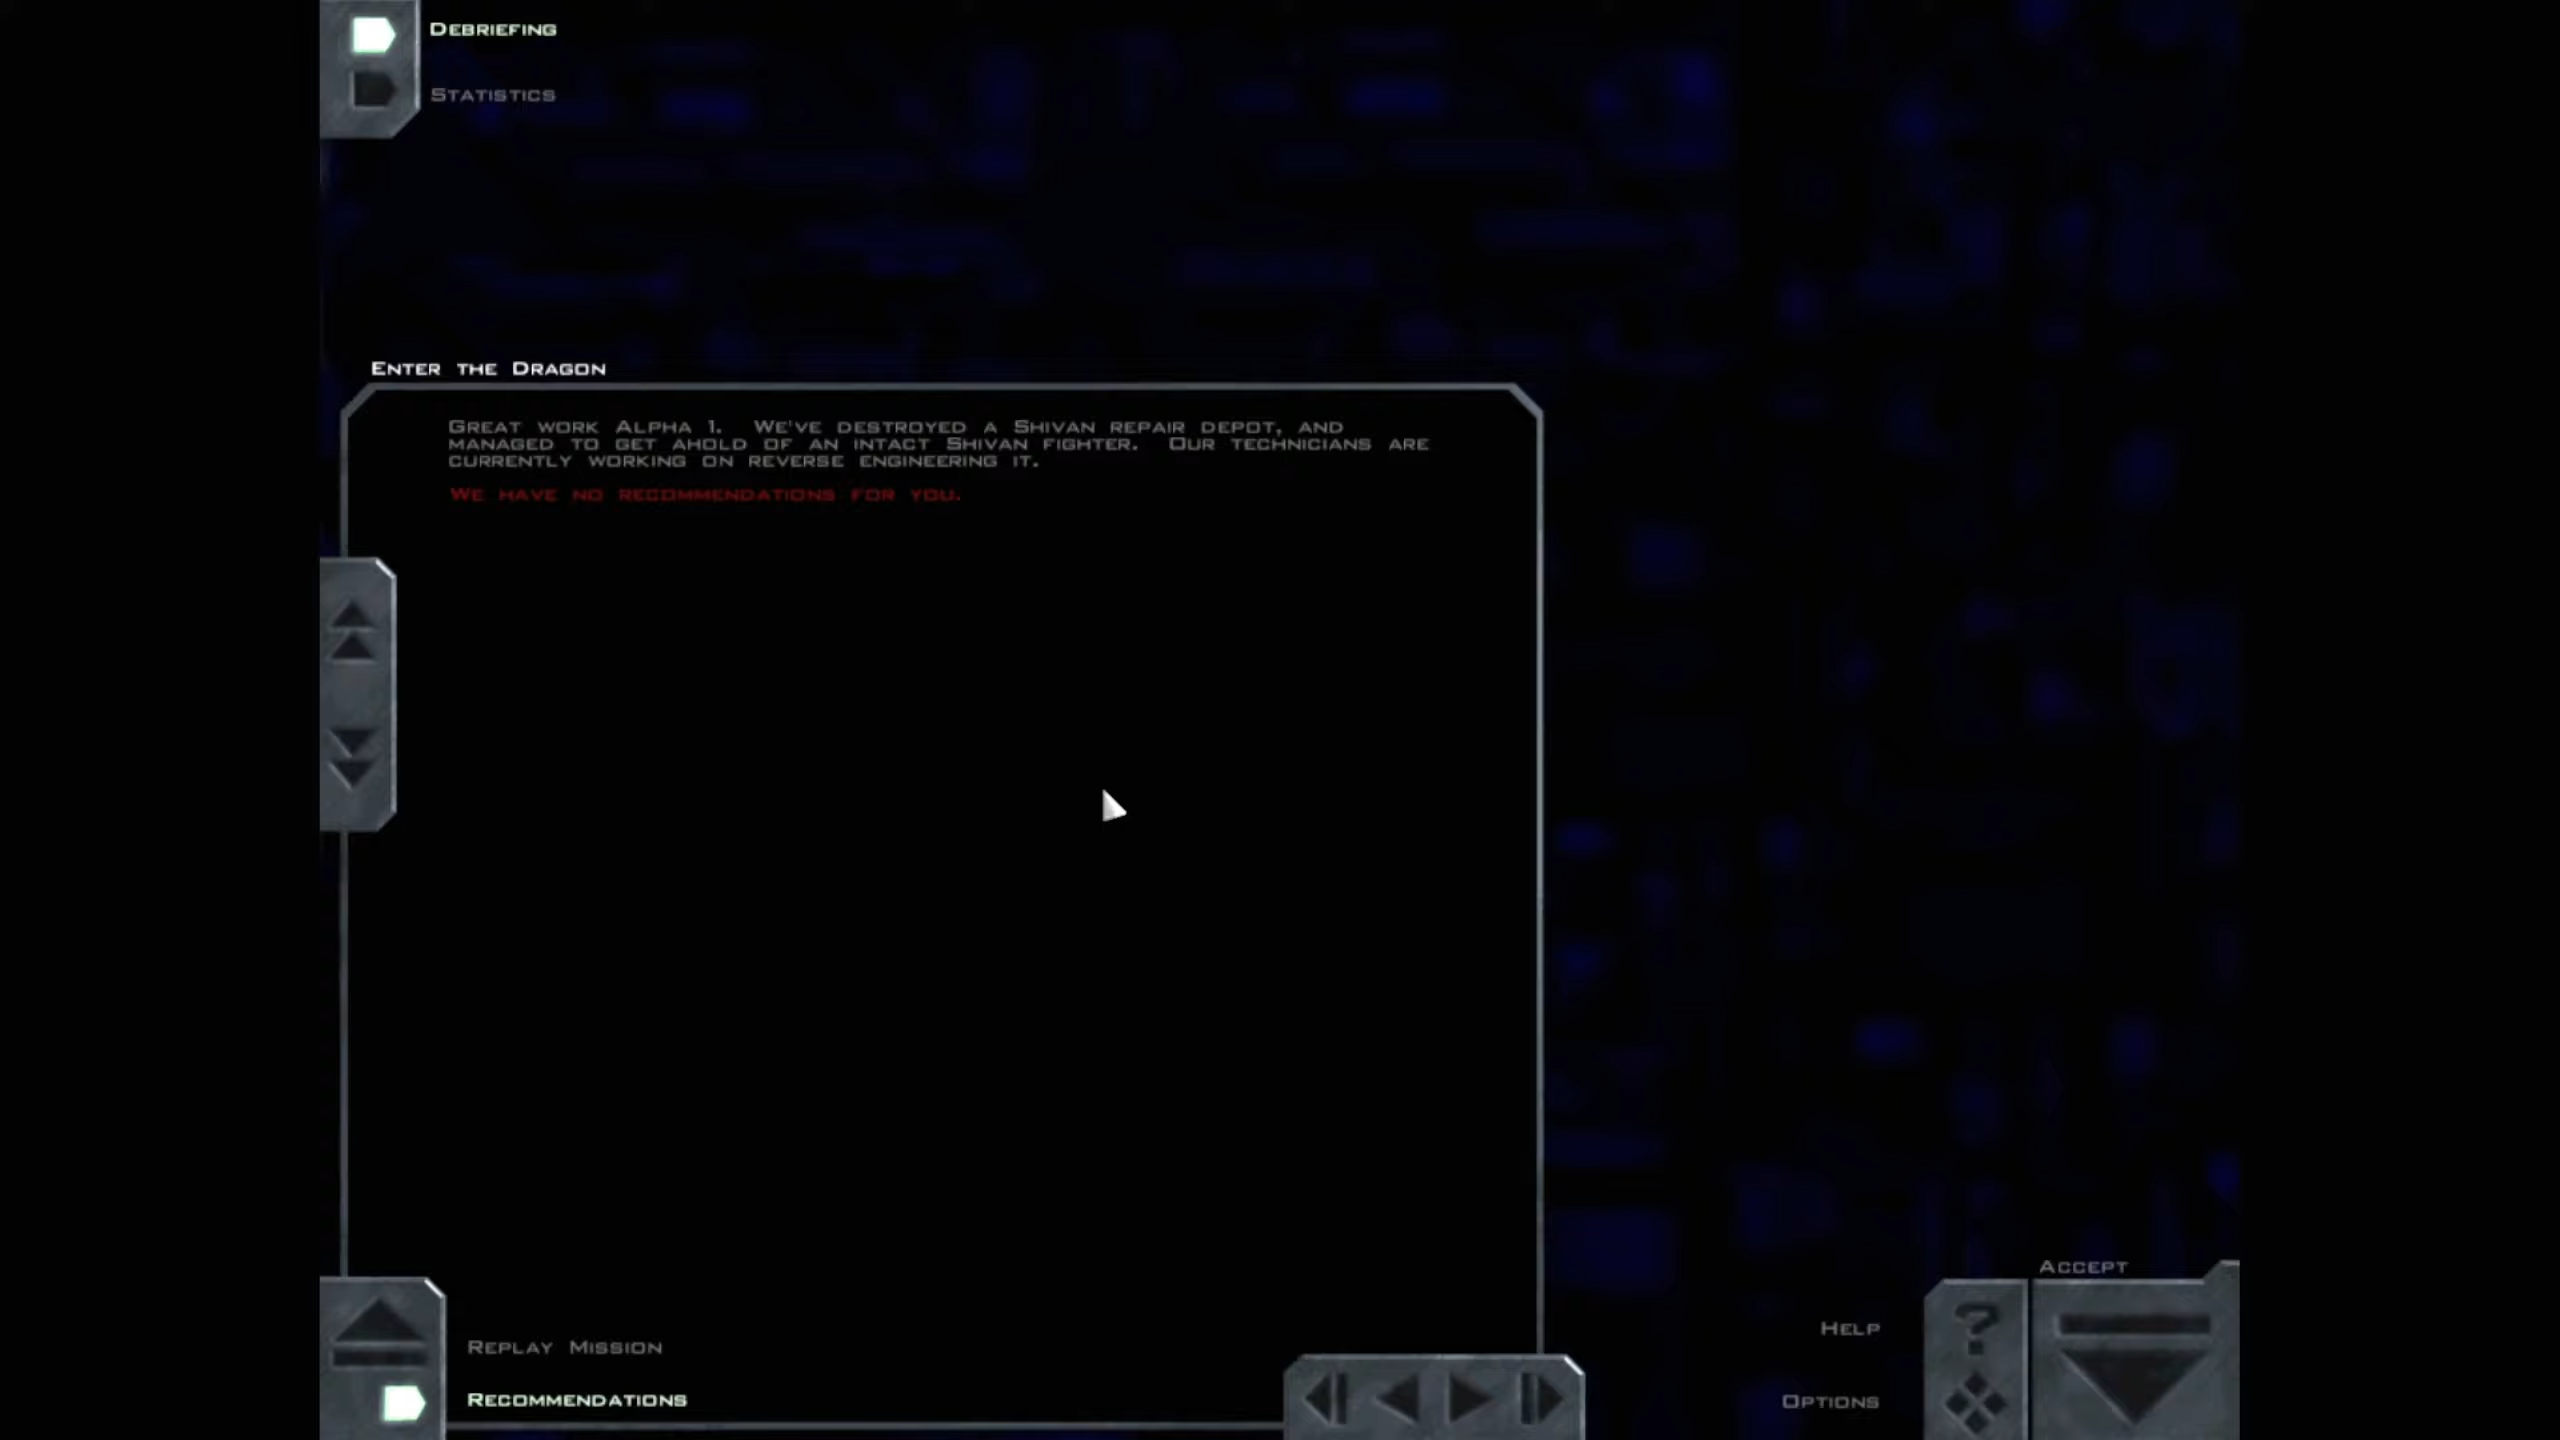 Debriefing
Statistics
Enter the Dragon
Great work Alpha 1. We've destroyed a Shivan repair depot, and
managed to get ahold of an intact Shivan fighter. Our technicians are
currently working on reverse engineering it.
We have no recommendations for you.
Accept
Help
Replay Mission
Recommendations
Options